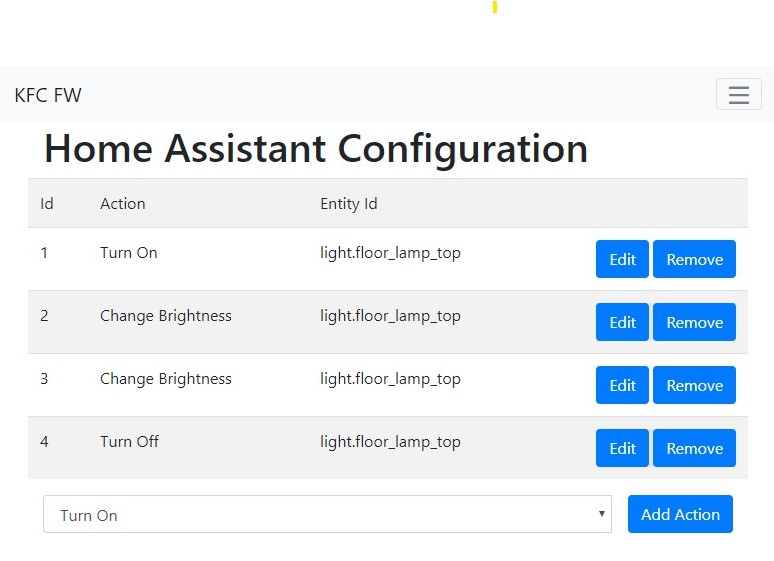 KFC FW
Home Assistant Configuration
Id Action Entity Id
1 Turn On light.floor_lamp_top Edit Remove
2 Change Brightness light.floor_lamp_top Edit Remove
3 Change Brightness light.floor_lamp_top Edit Remove
4 Turn Off light.floor_lamp_top Edit Remove
Turn On Add Action